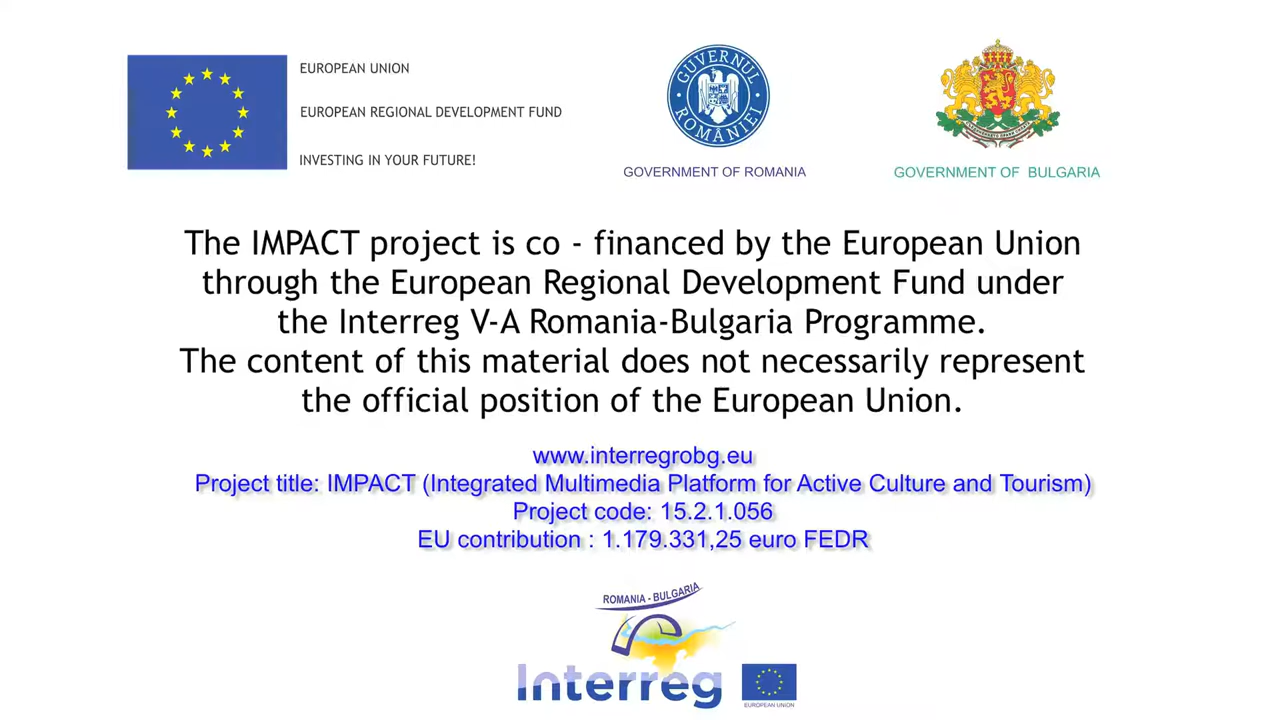 EUROPEAN UNION
EUROPEAN REGIONAL DEVELOPMENT FUND
INVESTING IN YOUR FUTURE!
GUVERNUL ROMÂNIEI
GOVERNMENT OF ROMANIA
GOVERNMENT OF BULGARIA
The IMPACT project is co - financed by the European Union
through the European Regional Development Fund under
the Interreg V-A Romania-Bulgaria Programme.
The content of this material does not necessarily represent
the official position of the European Union.
www.interregrobg.eu
Project title: IMPACT (Integrated Multimedia Platform for Active Culture and Tourism)
Project code: 15.2.1.056
EU contribution : 1.179.331,25 euro FEDR
ROMANIA - BULGARIA
Interreg
EUROPEAN UNION